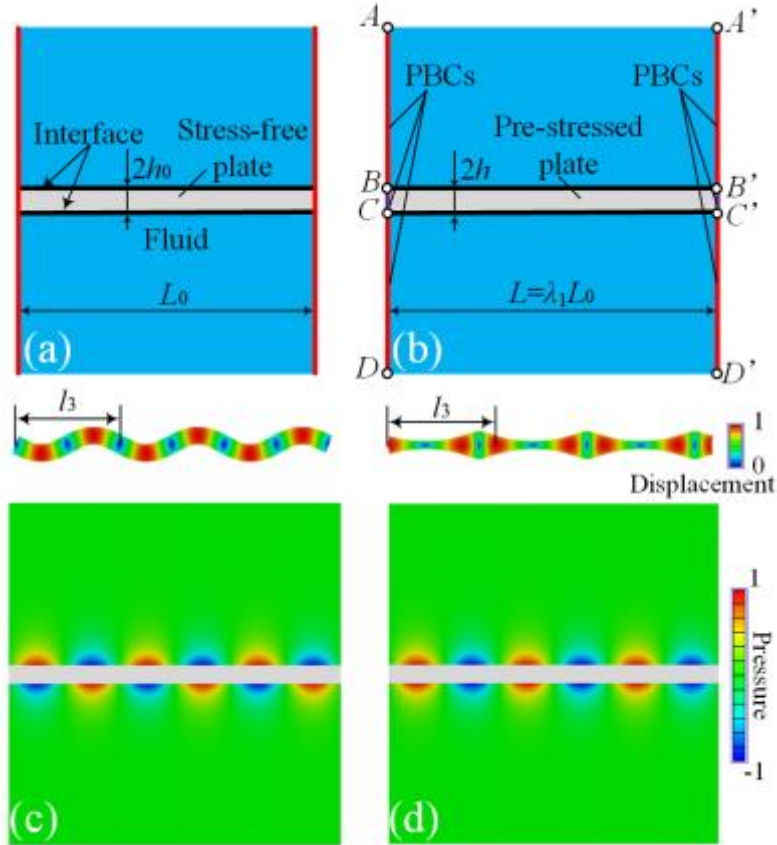 A
A'
PBCs
PBCs
Interface
Stress-free
plate
2h₀
Pre-stressed
plate
2h
B
B'
C
C'
Fluid
L₀
L=λ₁L₀
(a)
(b)
D
D'
l₃
l₃
1
0
Displacement
1
Pressure
-1
(c)
(d)